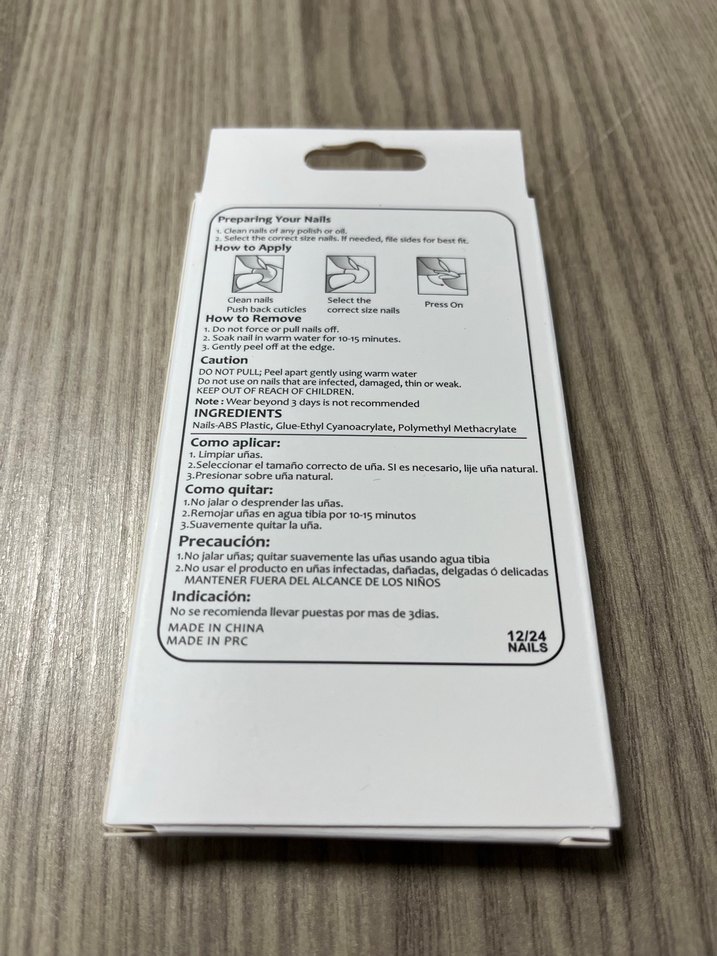 Preparing Your Nails
1. Clean nails of any polish or oil.
2. Select the correct size nails. If needed, file sides for best fit.
How to Apply
Clean nails
Push back cuticles
Select the
correct size nails
Press On
How to Remove
1. Do not force or pull nails off.
2. Soak nail in warm water for 10-15 minutes.
3. Gently peel off at the edge.
Caution
DO NOT PULL; Peel apart gently using warm water
Do not use on nails that are infected, damaged, thin or weak.
KEEP OUT OF REACH OF CHILDREN.
Note : Wear beyond 3 days is not recommended
INGREDIENTS
Nails-ABS Plastic, Glue-Ethyl Cyanoacrylate, Polymethyl Methacrylate
Como aplicar:
1. Limpiar uñas.
2.Seleccionar el tamaño correcto de uña. SI es necesario, lije uña natural.
3.Presionar sobre uña natural.
Como quitar:
1.No jalar o desprender las uñas.
2.Remojar uñas en agua tibia por 10-15 minutos
3.Suavemente quitar la uña.
Precaución:
1.No jalar uñas; quitar suavemente las uñas usando agua tibia
2.No usar el producto en uñas infectadas, dañadas, delgadas ó delicadas
MANTENER FUERA DEL ALCANCE DE LOS NIÑOS
Indicación:
No se recomienda llevar puestas por mas de 3dias.
MADE IN CHINA
MADE IN PRC
12/24
NAILS